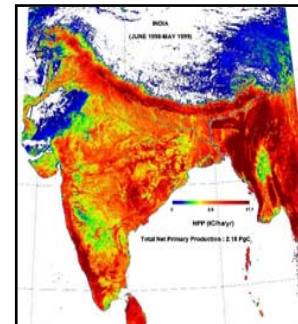 INDIA
(JUNE 1998-MAY 1999)
NPP (tC/ha/yr)
Total Net Primary Production : 2.18 PgC